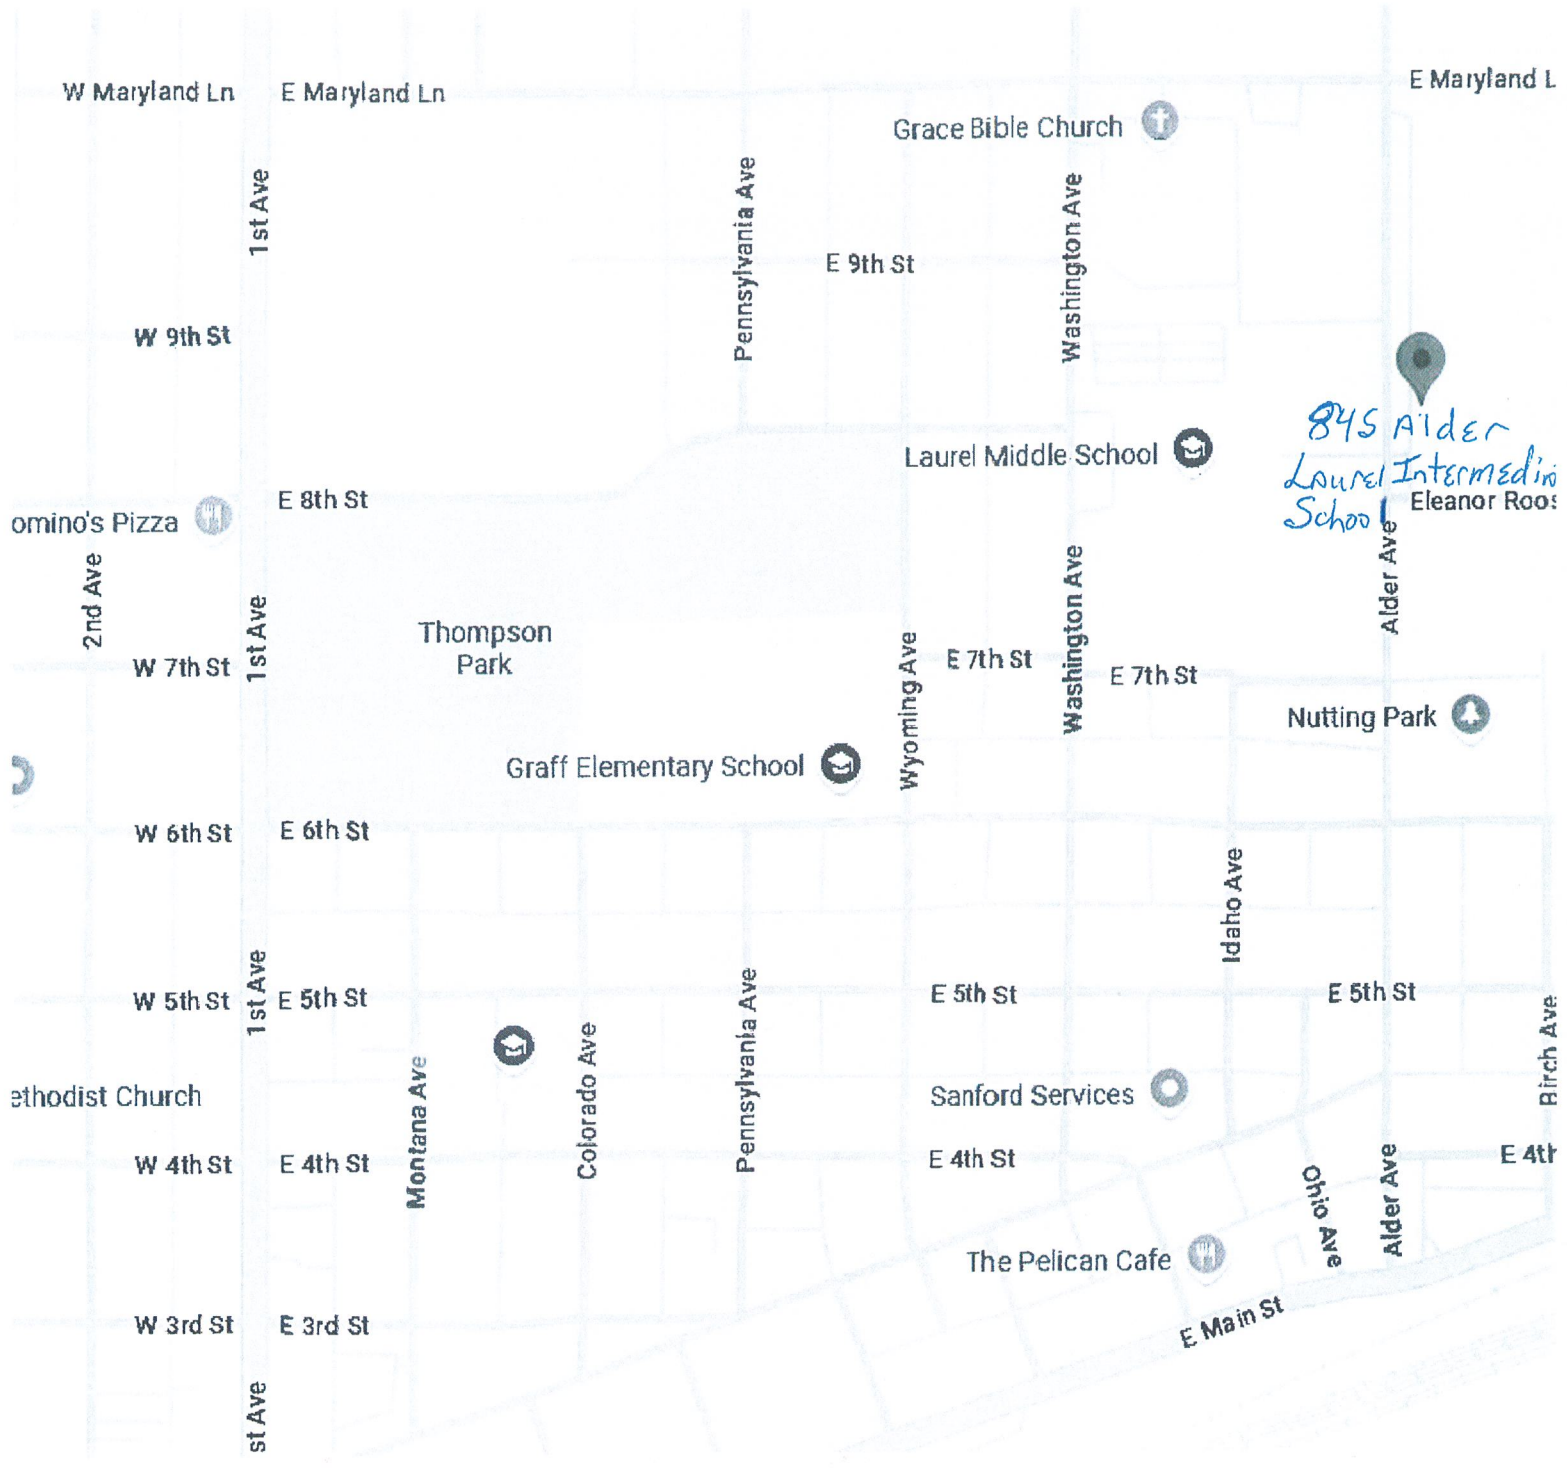 W Maryland Ln
E Maryland Ln
E Maryland L
Grace Bible Church
1st Ave
Pennsylvania Ave
Washington Ave
E 9th St
W 9th St
845 Alder
Laurel Middle School
Laurel Intermedia
School
Eleanor Roos
E 8th St
omino's Pizza
2nd Ave
1st Ave
Washington Ave
Alder Ave
Thompson
Park
W 7th St
Wyoming Ave
E 7th St
E 7th St
Nutting Park
Graff Elementary School
W 6th St
E 6th St
Idaho Ave
1st Ave
W 5th St
E 5th St
Pennsylvania Ave
E 5th St
E 5th St
Birch Ave
Montana Ave
Colorado Ave
ethodist Church
Sanford Services
W 4th St
E 4th St
E 4th St
Ohio Ave
Alder Ave
E 4th
The Pelican Cafe
E Main St
W 3rd St
E 3rd St
st Ave